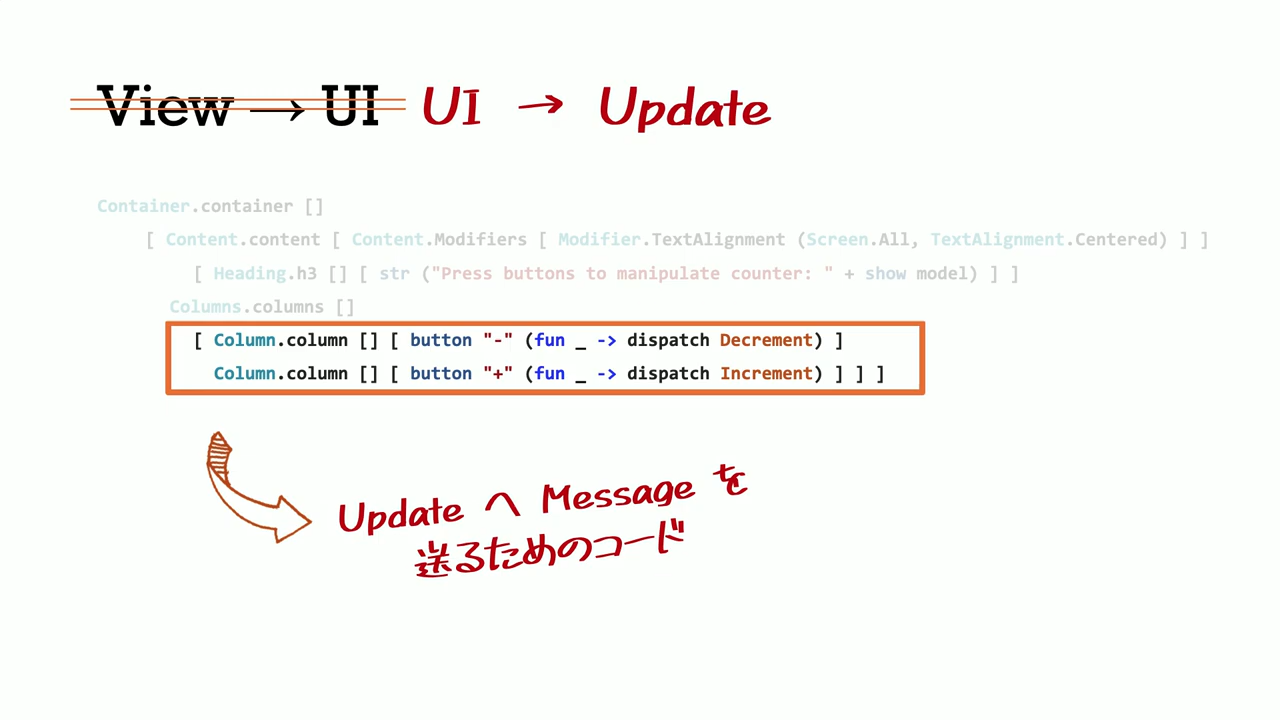 View → UI UI → Update
Container.container []
[ Content.content [ Content.Modifiers [ Modifier.TextAlignment (Screen.All, TextAlignment.Centered) ] ]
[ Heading.h3 [] [ str ("Press buttons to manipulate counter: " + show model) ] ]
Columns.columns []
[ Column.column [] [ button "-" (fun _ -> dispatch Decrement) ]
Column.column [] [ button "+" (fun _ -> dispatch Increment) ] ] ]
Update へ Message を
送るためのコード